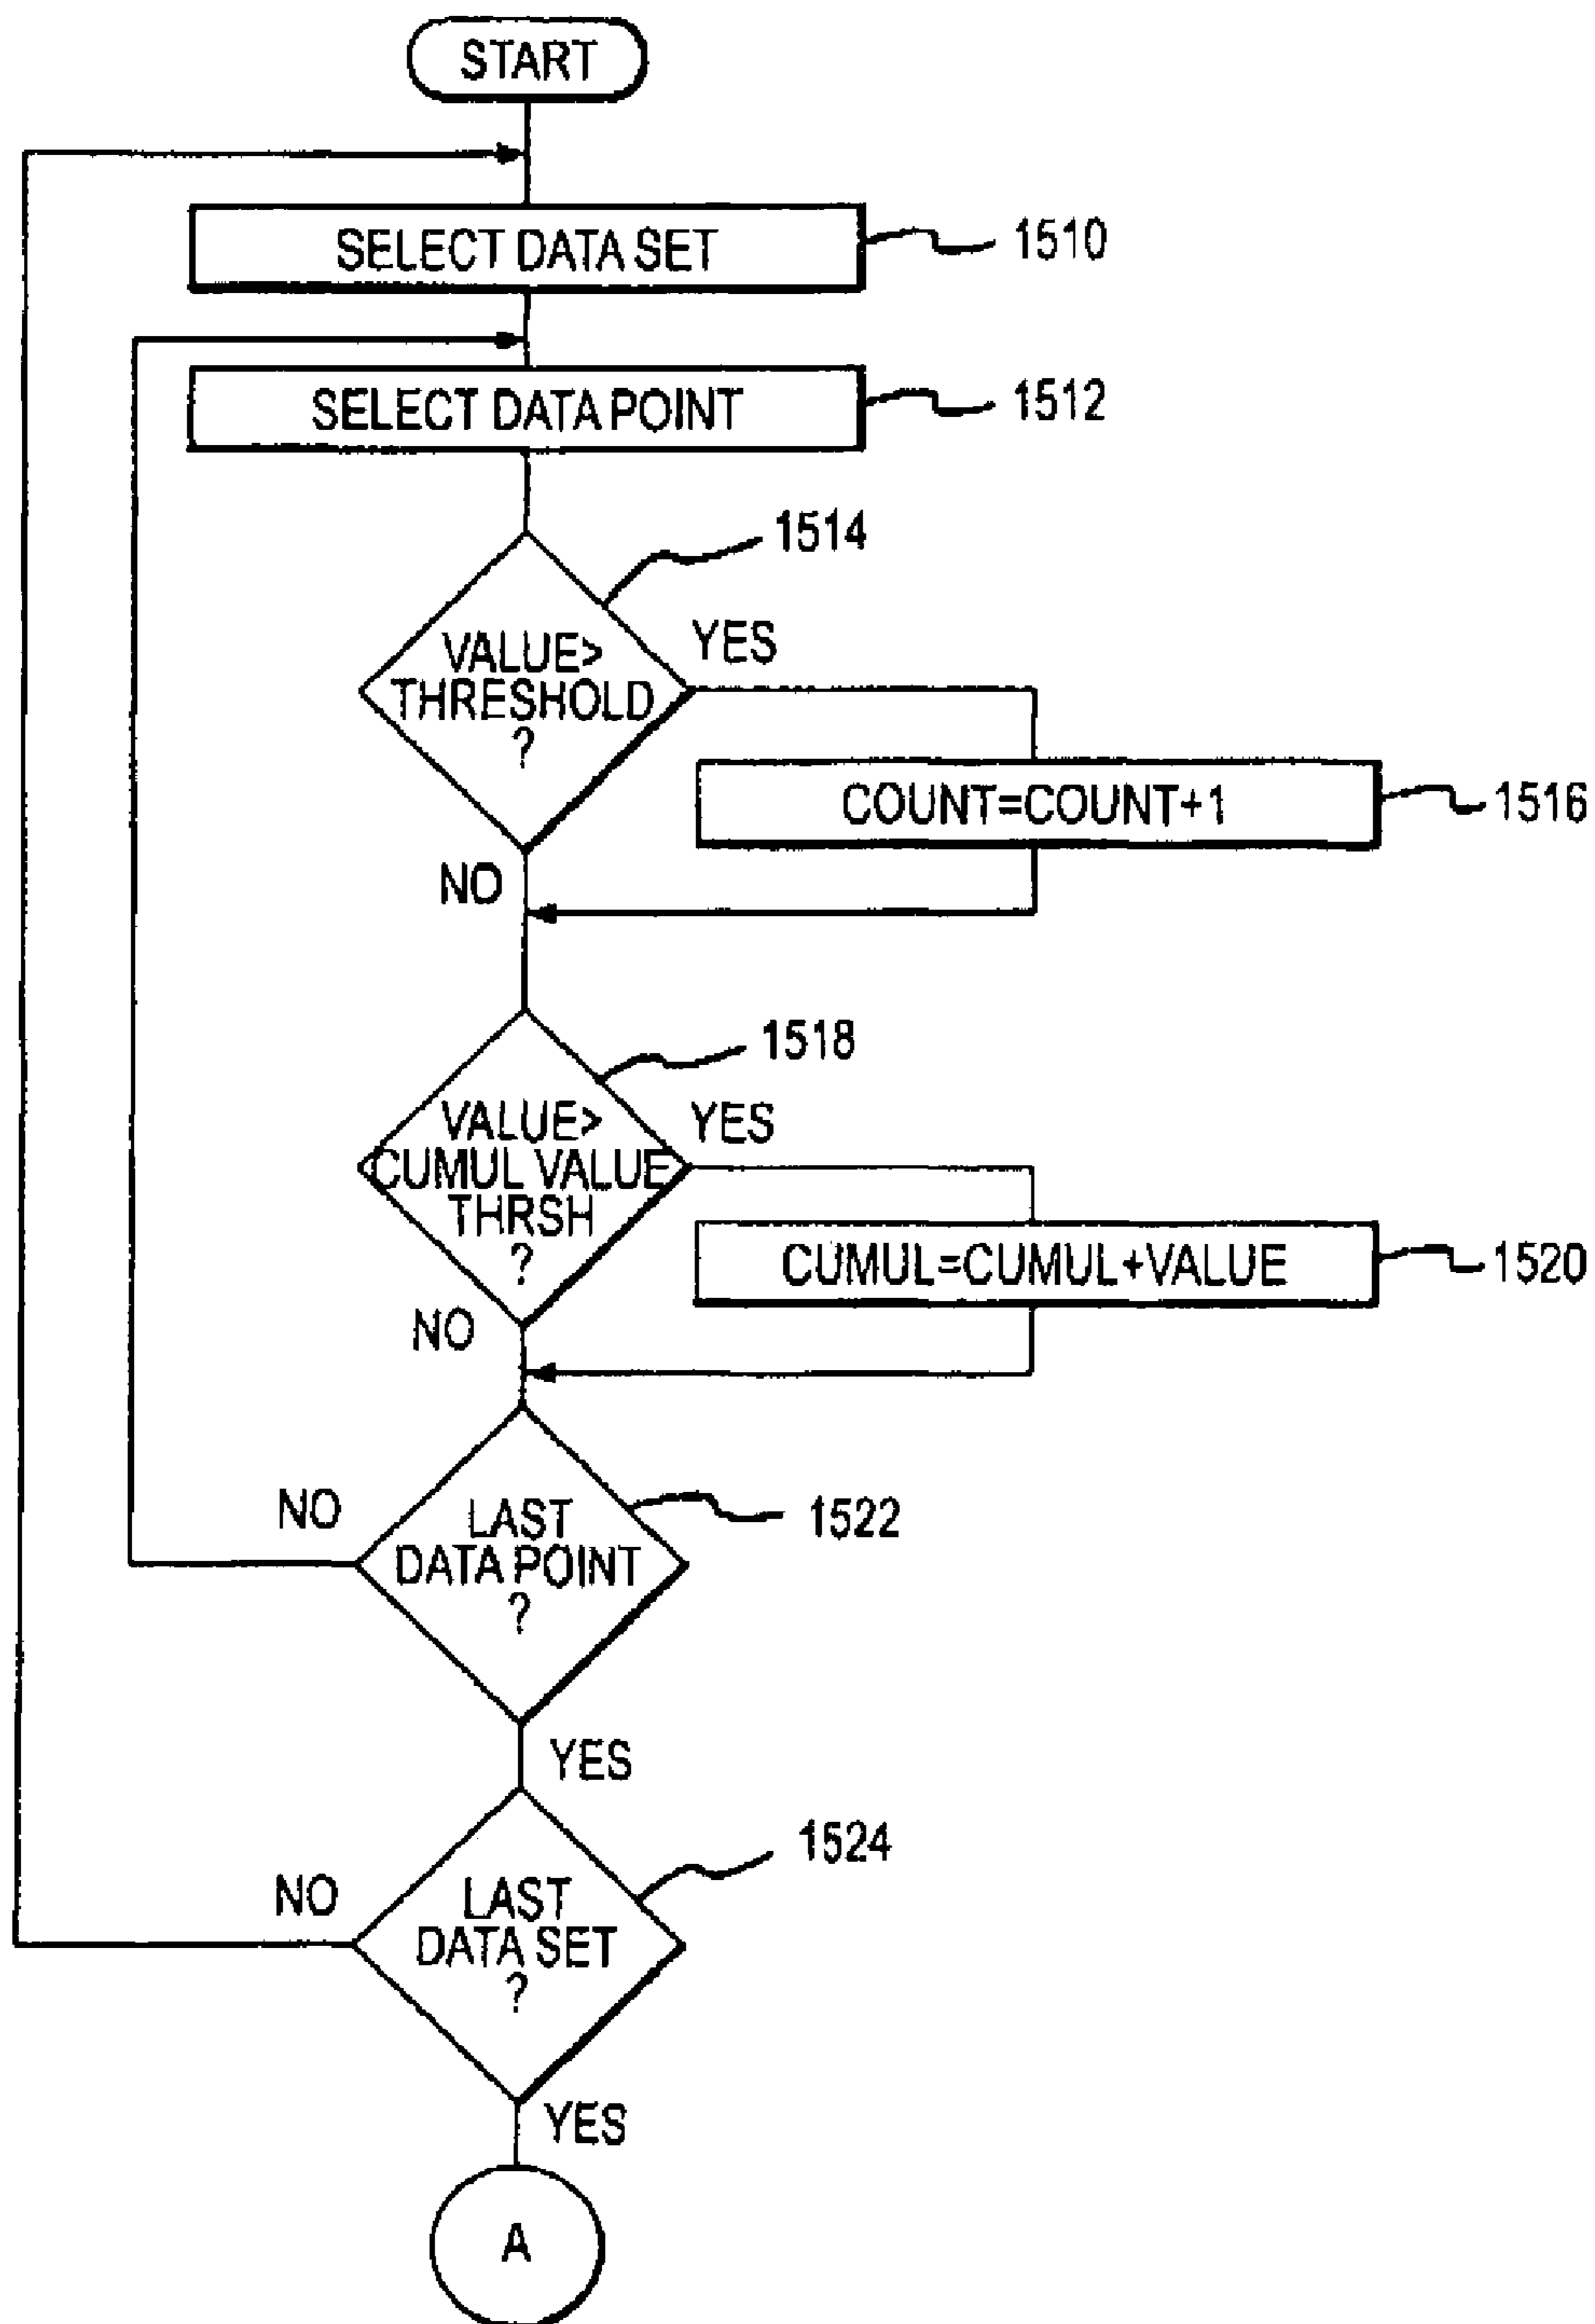 START
SELECT DATA SET
1510
SELECT DATA POINT
1512
1514
VALUE>
THRESHOLD
?
YES
COUNT=COUNT+1
1516
NO
1518
VALUE>
CUMUL VALUE
THRSH
?
YES
CUMUL=CUMUL+VALUE
1520
NO
NO
LAST
DATA POINT
?
1522
YES
1524
NO
LAST
DATA SET
?
YES
A